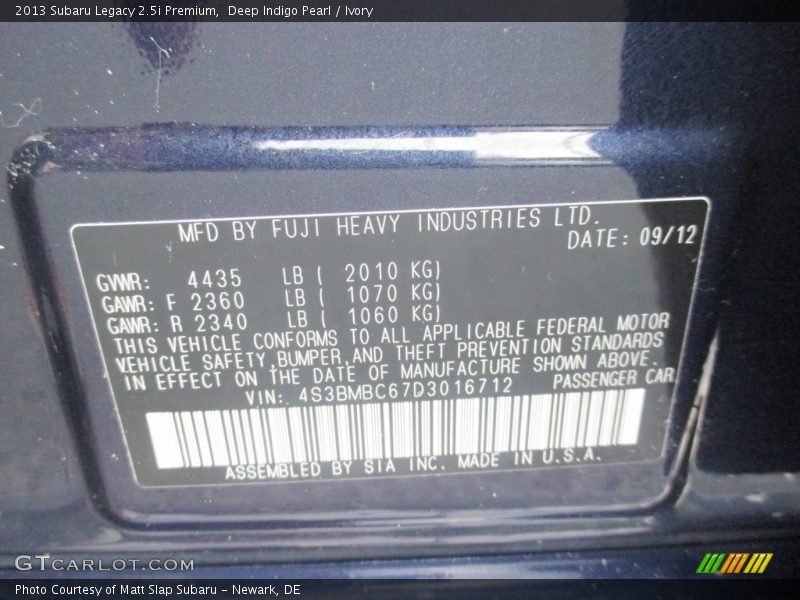 2013 Subaru Legacy 2.5i Premium,  Deep Indigo Pearl / Ivory
MFD BY FUJI HEAVY INDUSTRIES LTD.
DATE: 09/12
GVWR: 4435 LB ( 2010 KG)
GAWR: F 2360 LB ( 1070 KG)
GAWR: R 2340 LB ( 1060 KG)
THIS VEHICLE CONFORMS TO ALL APPLICABLE FEDERAL MOTOR
VEHICLE SAFETY,BUMPER,AND THEFT PREVENTION STANDARDS
IN EFFECT ON THE DATE OF MANUFACTURE SHOWN ABOVE.
VIN: 4S3BMBC67D3016712 PASSENGER CAR
ASSEMBLED BY SIA INC. MADE IN U.S.A.
GTCARLOT.COM
Photo Courtesy of Matt Slap Subaru - Newark, DE